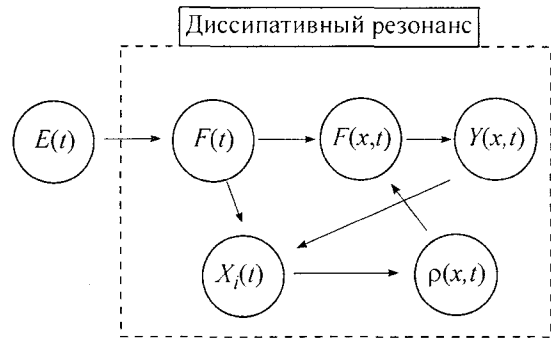 Диссипативный резонанс
E(t)
F(t)
F(x,t)
Y(x,t)
X_i(t)
ρ(x,t)